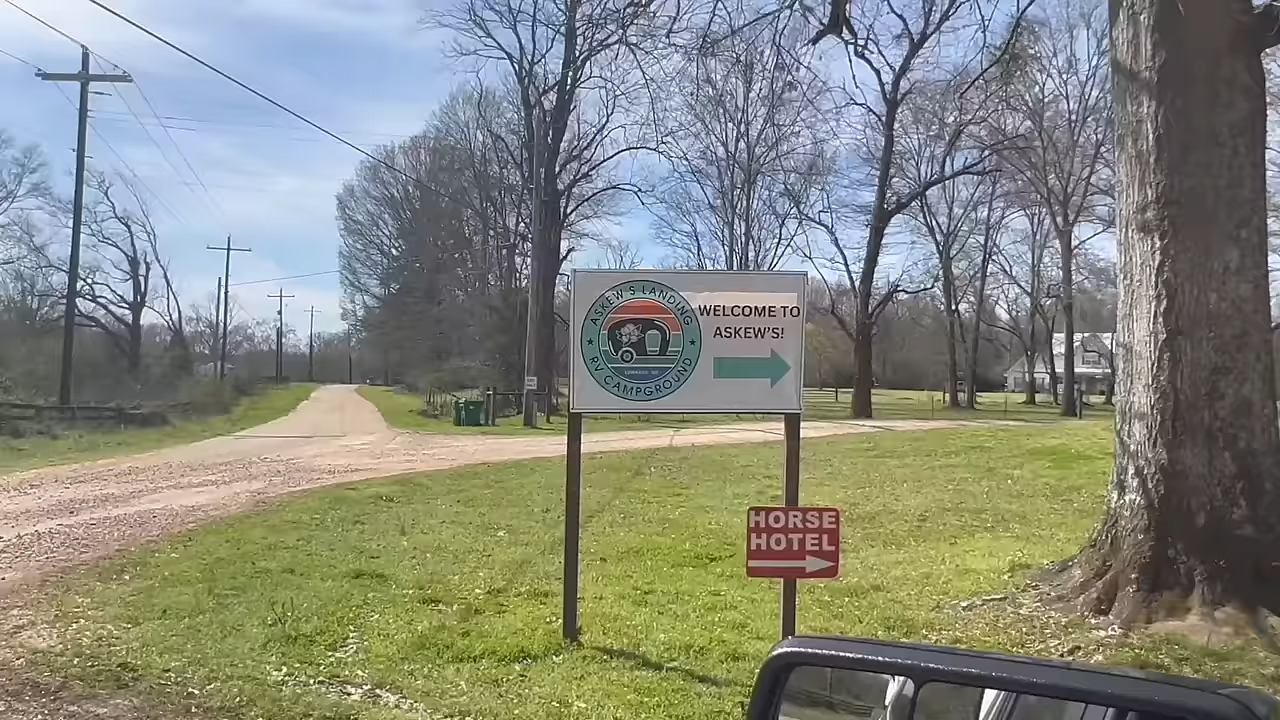 ASKEW'S LANDING
RV CAMPGROUND
WELCOME TO
ASKEW'S!
HORSE
HOTEL